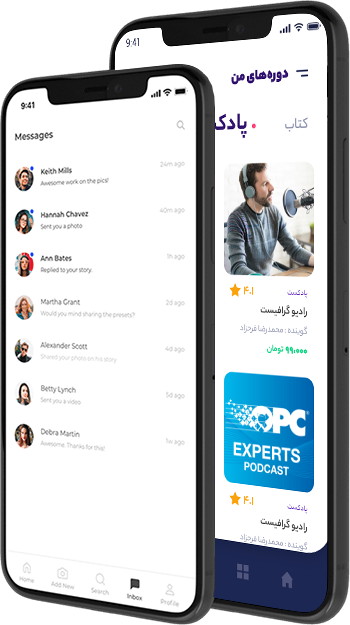 9:41
Messages
Keith Mills
24m ago
Awesome work on the pics!
Hannah Chavez
40m ago
Sent you a photo
Ann Bates
1h ago
Replied to your story.
Martha Grant
2d ago
Would you mind sharing the presets?
Alexander Scott
4d ago
Shared your photo on his story
Betty Lynch
5d ago
Sent you a video
Debra Martin
1w ago
Awesome. Thanks for this!
Home
Add New
Search
Inbox
Profile
9:41
دوره‌های من
کتاب
۴.۱
پادکست
رادیو گرافیست
گوینده : محمدرضا فرحزاد
۹۹,۰۰۰ تومان
OPC
EXPERTS
PODCAST
۴.۱
پادکست
رادیو گرافیست
گوینده : محمدرضا فرحزاد